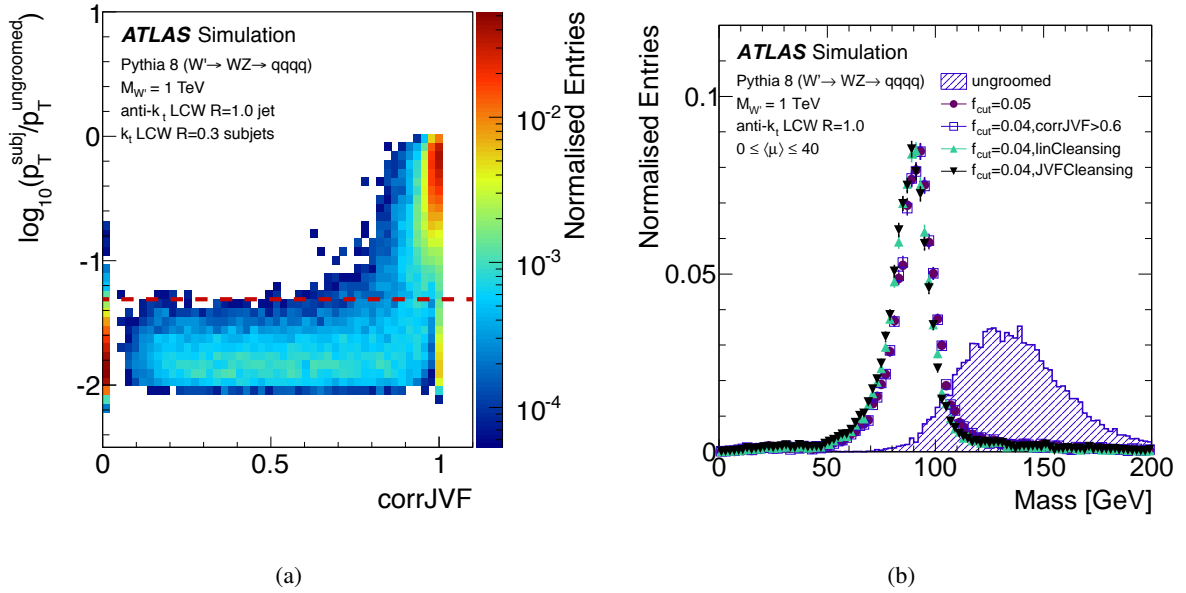 ATLAS Simulation
Pythia 8 (W'→ WZ→ qqqq)
M_W' = 1 TeV
anti-k_t LCW R=1.0 jet
k_t LCW R=0.3 subjets
log_10(p_T^subj/p_T^ungroomed)
1
0
-1
-2
0
0.5
1
corrJVF
Normalised Entries
10^-2
10^-3
10^-4
(a)
ATLAS Simulation
Pythia 8 (W'→ WZ→ qqqq)
M_W' = 1 TeV
anti-k_t LCW R=1.0
0 ≤ ⟨μ⟩ ≤ 40
ungroomed
f_cut=0.05
f_cut=0.04,corrJVF>0.6
f_cut=0.04,linCleansing
f_cut=0.04,JVFCleansing
Normalised Entries
0.1
0.05
0
0
50
100
150
200
Mass [GeV]
(b)